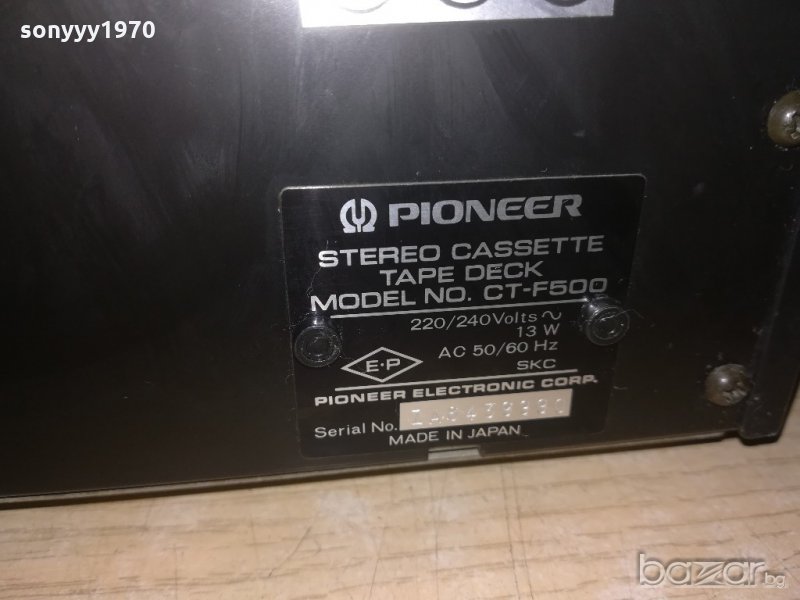 sonyyy1970
PIONEER
STEREO CASSETTE
TAPE DECK
MODEL NO. CT-F500
220/240Volts ~
13 W
AC 50/60 Hz
E·P
SKC
PIONEER ELECTRONIC CORP.
Serial No.
MADE IN JAPAN
bazar.bg